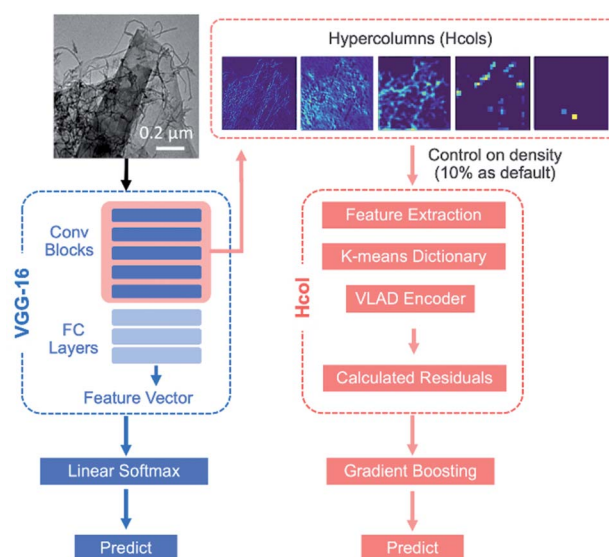 Hypercolumns (Hcols)
0.2 μm
Control on density
(10% as default)
VGG-16
Conv
Blocks
FC
Layers
Feature Vector
Linear Softmax
Predict
Hcol
Feature Extraction
K-means Dictionary
VLAD Encoder
Calculated Residuals
Gradient Boosting
Predict